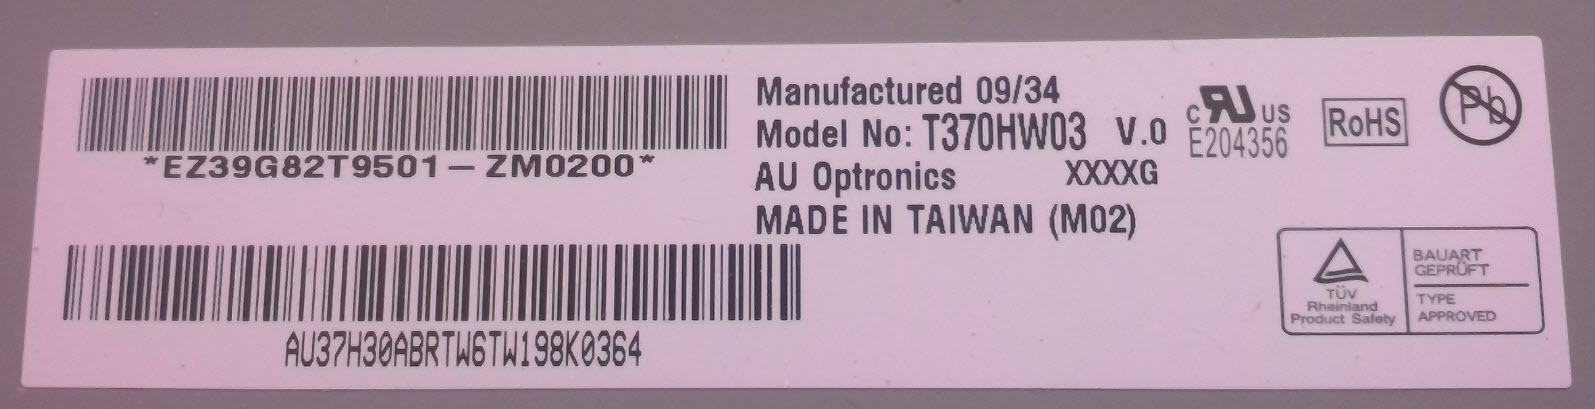 *EZ39G82T9501-ZM0200*
Manufactured 09/34
Model No: T370HW03 V.0
AU Optronics XXXXG
MADE IN TAIWAN (M02)
c RU US
E204356
RoHS
Pb
AU37H30ABRTW6TW198K0364
TÜV
Rheinland
Product Safety
BAUART
GEPRÜFT
TYPE
APPROVED